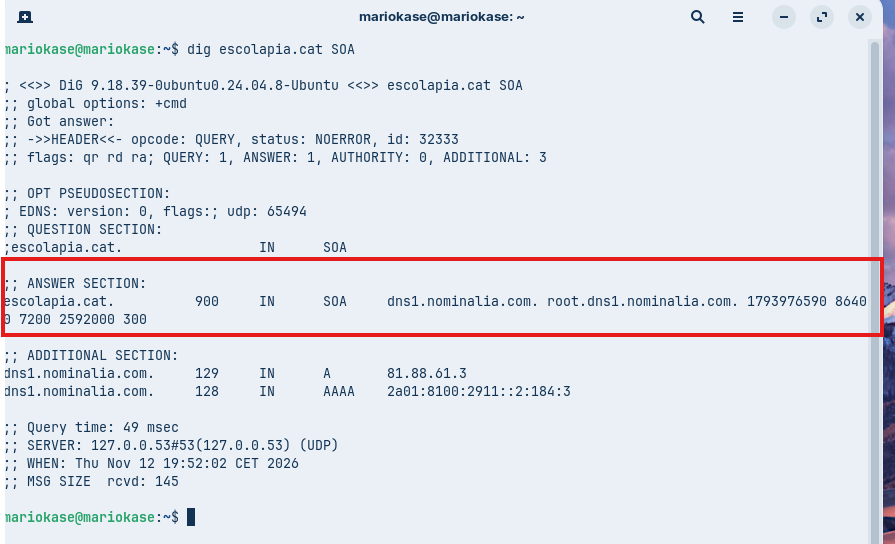 mariokase@mariokase: ~
mariokase@mariokase:~$ dig escolapia.cat SOA
; <<>> DiG 9.18.39-0ubuntu0.24.04.8-Ubuntu <<>> escolapia.cat SOA
;; global options: +cmd
;; Got answer:
;; ->>HEADER<<- opcode: QUERY, status: NOERROR, id: 32333
;; flags: qr rd ra; QUERY: 1, ANSWER: 1, AUTHORITY: 0, ADDITIONAL: 3
;; OPT PSEUDOSECTION:
; EDNS: version: 0, flags:; udp: 65494
;; QUESTION SECTION:
;escolapia.cat. IN SOA
;; ANSWER SECTION:
escolapia.cat. 900 IN SOA dns1.nominalia.com. root.dns1.nominalia.com. 1793976590 8640
0 7200 2592000 300
;; ADDITIONAL SECTION:
dns1.nominalia.com. 129 IN A 81.88.61.3
dns1.nominalia.com. 128 IN AAAA 2a01:8100:2911::2:184:3
;; Query time: 49 msec
;; SERVER: 127.0.0.53#53(127.0.0.53) (UDP)
;; WHEN: Thu Nov 12 19:52:02 CET 2026
;; MSG SIZE rcvd: 145
mariokase@mariokase:~$